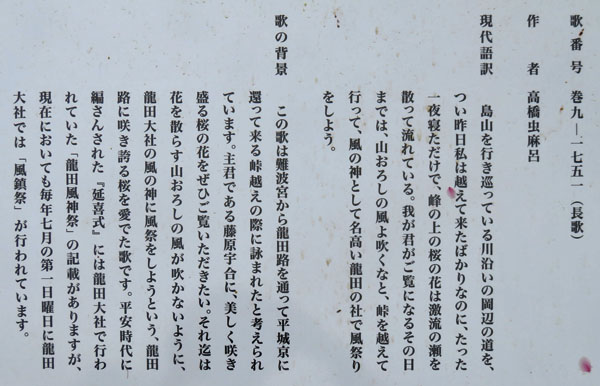 歌番号 巻九―一七五一（長歌）
作者 高橋虫麻呂
現代語訳 島山を行き巡っている川沿いの岡辺の道を、
つい昨日私は越えて来たばかりなのに、たった
一夜寝ただけで、峰の上の桜の花は激流の瀬を
散って流れている。我が君がご覧になるその日
までは、山おろしの風よ吹くなと、峠を越えて
行って、風の神として名高い龍田の社で風祭り
をしよう。
歌の背景 この歌は難波宮から龍田路を通って平城京に
還って来る峠越えの際に詠まれたと考えられ
ています。主君である藤原宇合に、美しく咲き
盛る桜の花をぜひご覧いただきたい。それ迄は
花を散らす山おろしの風が吹かないように、
龍田大社の風の神に風祭をしようという、龍田
路に咲き誇る桜を愛でた歌です。平安時代に
編さんされた『延喜式』には龍田大社で行わ
れていた「龍田風神祭」の記載がありますが、
現在においても毎年七月の第一日曜日に龍田
大社では「風鎮祭」が行われています。